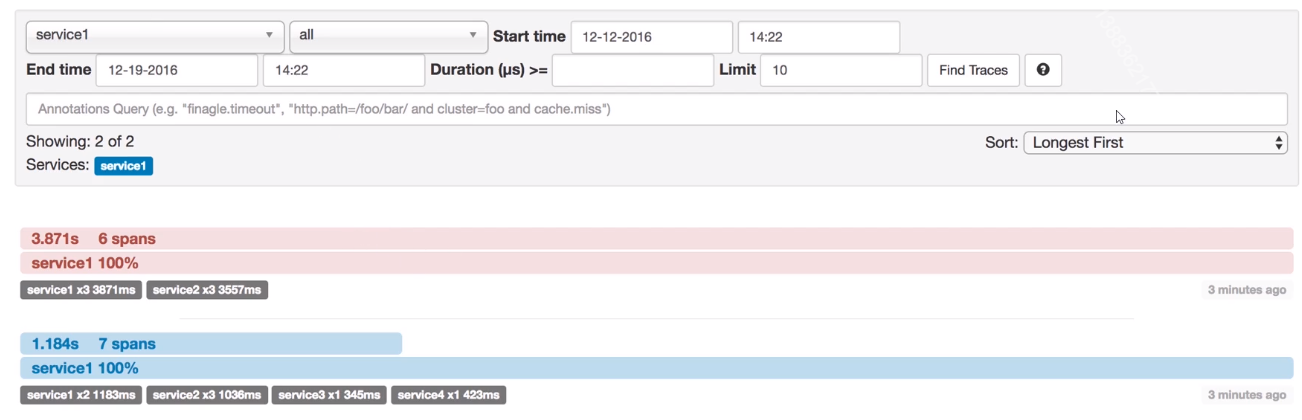 service1 all Start time 12-12-2016 14:22
End time 12-19-2016 14:22 Duration (μs) >= Limit 10 Find Traces ?
Annotations Query (e.g. "finagle.timeout", "http.path=/foo/bar/ and cluster=foo and cache.miss")
Showing: 2 of 2 Sort: Longest First
Services: service1
3.871s 6 spans
service1 100%
service1 x3 3871ms service2 x3 3557ms 3 minutes ago
1.184s 7 spans
service1 100%
service1 x2 1183ms service2 x3 1036ms service3 x1 345ms service4 x1 423ms 3 minutes ago